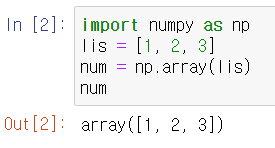 In [2]: import numpy as np
lis = [1, 2, 3]
num = np.array(lis)
num
Out[2]: array([1, 2, 3])